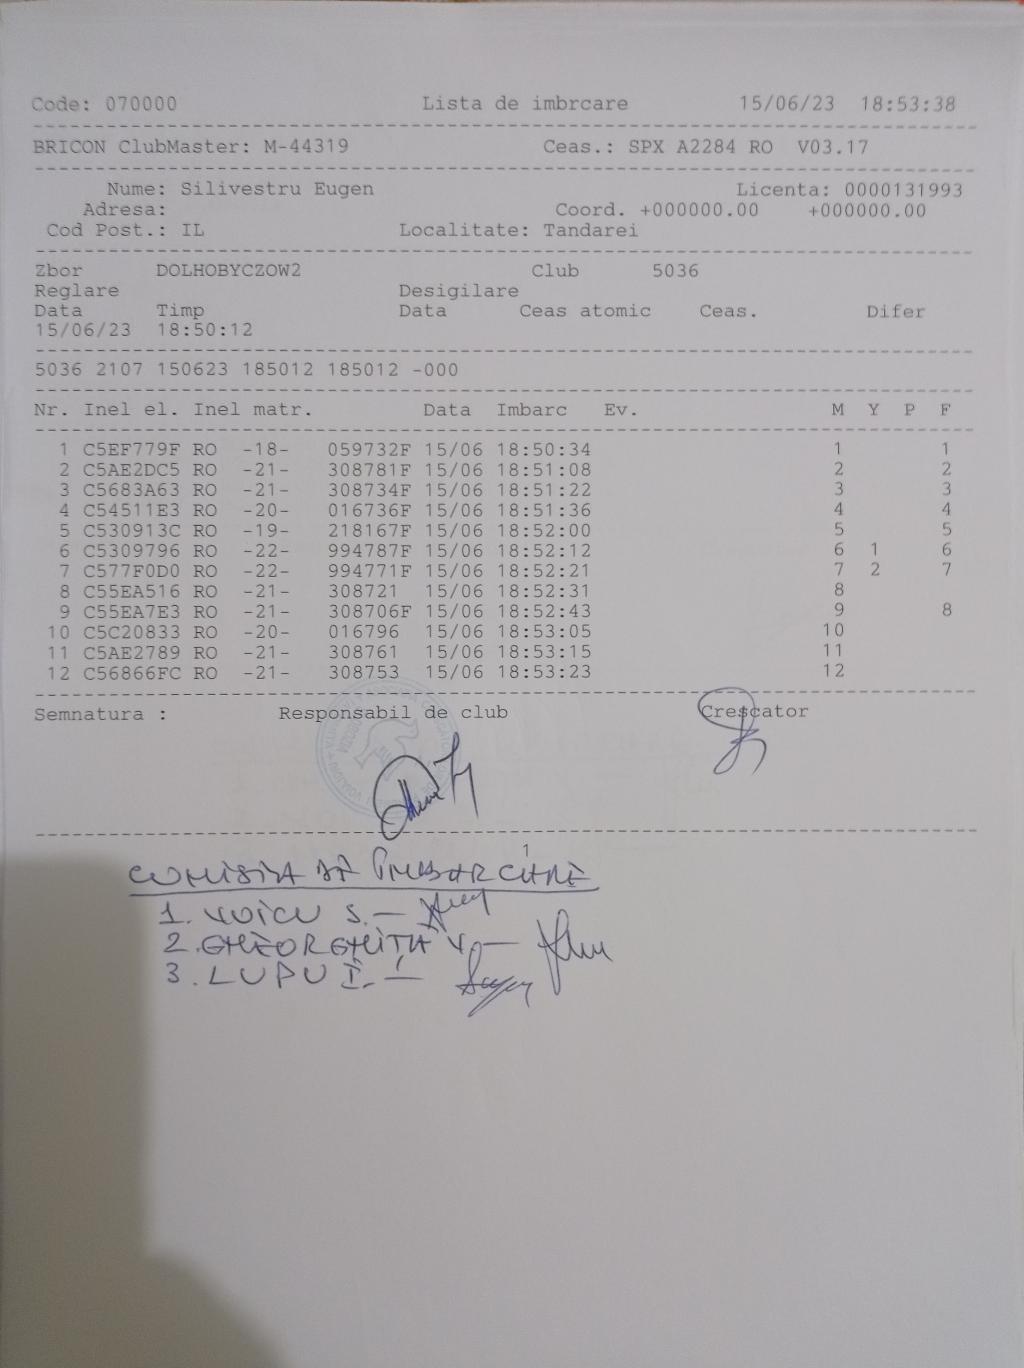 Code: 070000 Lista de imbrcare 15/06/23 18:53:38
BRICON ClubMaster: M-44319 Ceas.: SPX A2284 RO V03.17
Nume: Silivestru Eugen Licenta: 0000131993
Adresa: Coord. +000000.00 +000000.00
Cod Post.: IL Localitate: Tandarei
Zbor DOLHOBYCZOW2 Club 5036
Reglare Desigilare
Data Timp Data Ceas atomic Ceas. Difer
15/06/23 18:50:12
5036 2107 150623 185012 185012 -000
Nr. Inel el. Inel matr. Data Imbarc Ev. M Y P F
1 C5EF779F RO -18- 059732F 15/06 18:50:34 1 1
2 C5AE2DC5 RO -21- 308781F 15/06 18:51:08 2 2
3 C5683A63 RO -21- 308734F 15/06 18:51:22 3 3
4 C54511E3 RO -20- 016736F 15/06 18:51:36 4 4
5 C530913C RO -19- 218167F 15/06 18:52:00 5 5
6 C5309796 RO -22- 994787F 15/06 18:52:12 6 1 6
7 C577F0D0 RO -22- 994771F 15/06 18:52:21 7 2 7
8 C55EA516 RO -21- 308721 15/06 18:52:31 8
9 C55EA7E3 RO -21- 308706F 15/06 18:52:43 9 8
10 C5C20833 RO -20- 016796 15/06 18:53:05 10
11 C5AE2789 RO -21- 308761 15/06 18:53:15 11
12 C56866FC RO -21- 308753 15/06 18:53:23 12
Semnatura : Responsabil de club Crescator
1
COMISIA DE IMBARCARE
1. VOICU S. -
2. GHEORGHITA V. -
3. LUPU I. -